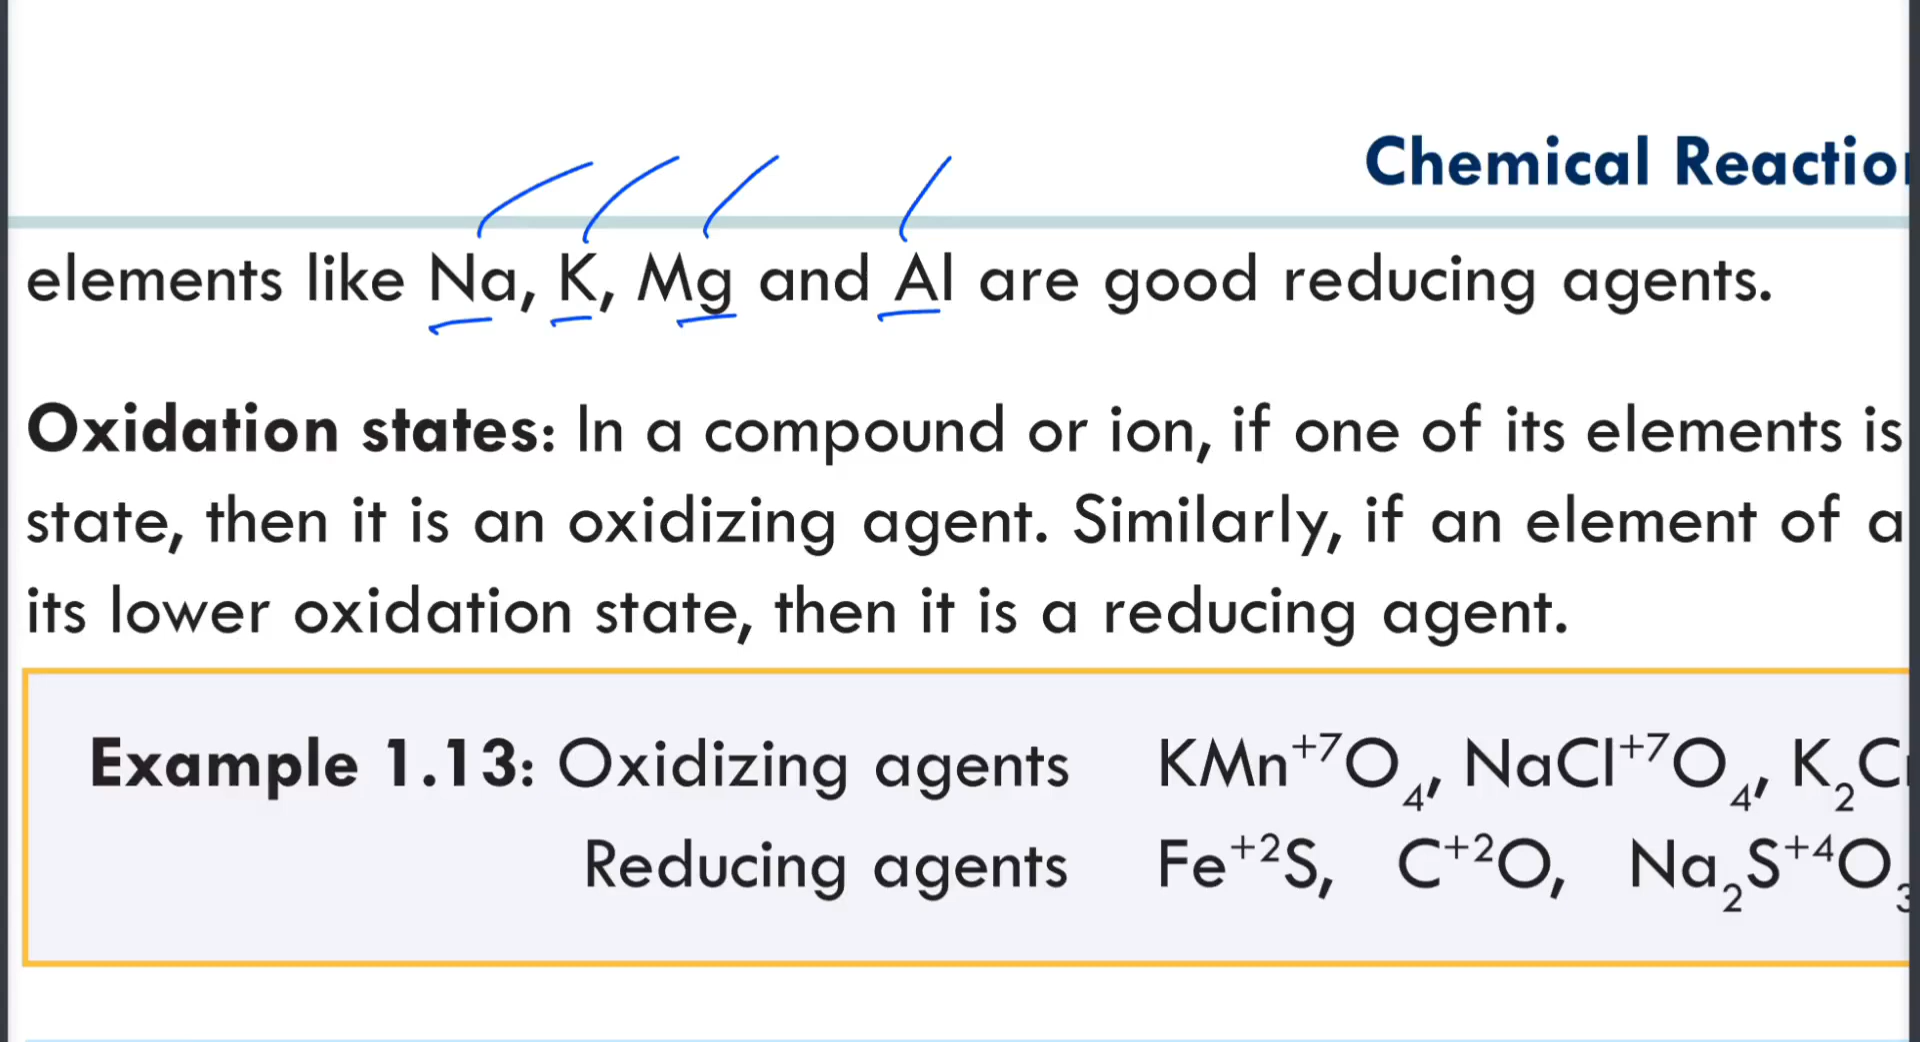 Chemical Reaction
elements like Na, K, Mg and Al are good reducing agents.
Oxidation states: In a compound or ion, if one of its elements is
state, then it is an oxidizing agent. Similarly, if an element of a
its lower oxidation state, then it is a reducing agent.
Example 1.13: Oxidizing agents KMn⁺⁷O₄, NaCl⁺⁷O₄, K₂C
Reducing agents Fe⁺²S, C⁺²O, Na₂S⁺⁴O₃